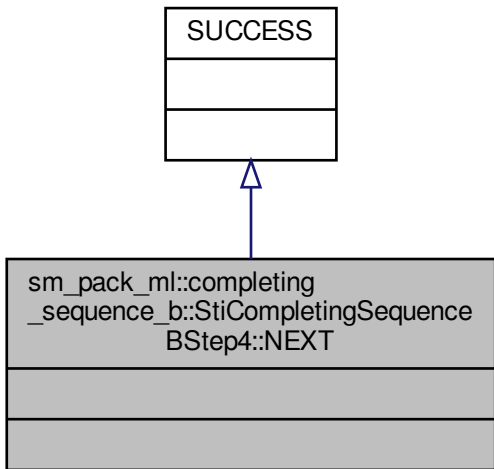 SUCCESS
sm_pack_ml::completing
_sequence_b::StiCompletingSequence
BStep4::NEXT